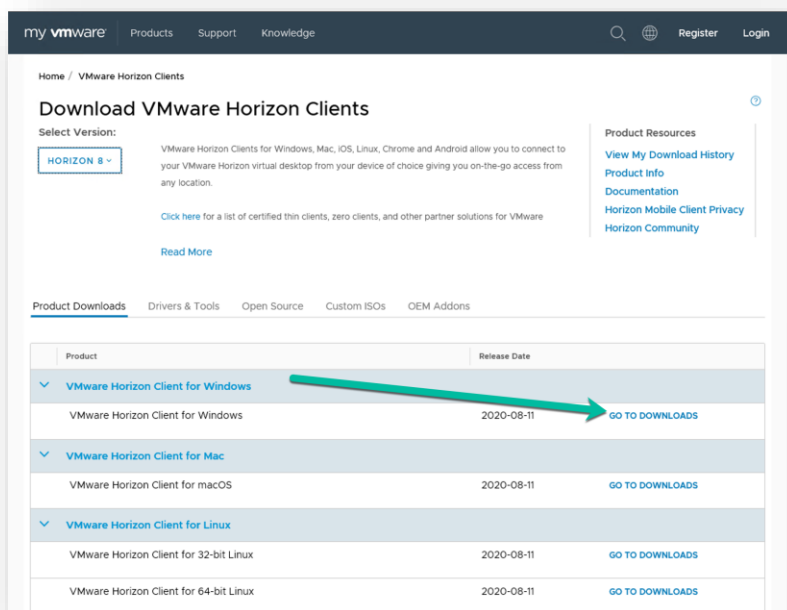 my vmware Products Support Knowledge Register Login
Home / VMware Horizon Clients
Download VMware Horizon Clients
Select Version:
HORIZON 8
VMware Horizon Clients for Windows, Mac, iOS, Linux, Chrome and Android allow you to connect to
your VMware Horizon virtual desktop from your device of choice giving you on-the-go access from
any location.
Click here for a list of certified thin clients, zero clients, and other partner solutions for VMware
Read More
Product Resources
View My Download History
Product Info
Documentation
Horizon Mobile Client Privacy
Horizon Community
Product Downloads Drivers & Tools Open Source Custom ISOs OEM Addons
Product Release Date
VMware Horizon Client for Windows
VMware Horizon Client for Windows 2020-08-11 GO TO DOWNLOADS
VMware Horizon Client for Mac
VMware Horizon Client for macOS 2020-08-11 GO TO DOWNLOADS
VMware Horizon Client for Linux
VMware Horizon Client for 32-bit Linux 2020-08-11 GO TO DOWNLOADS
VMware Horizon Client for 64-bit Linux 2020-08-11 GO TO DOWNLOADS